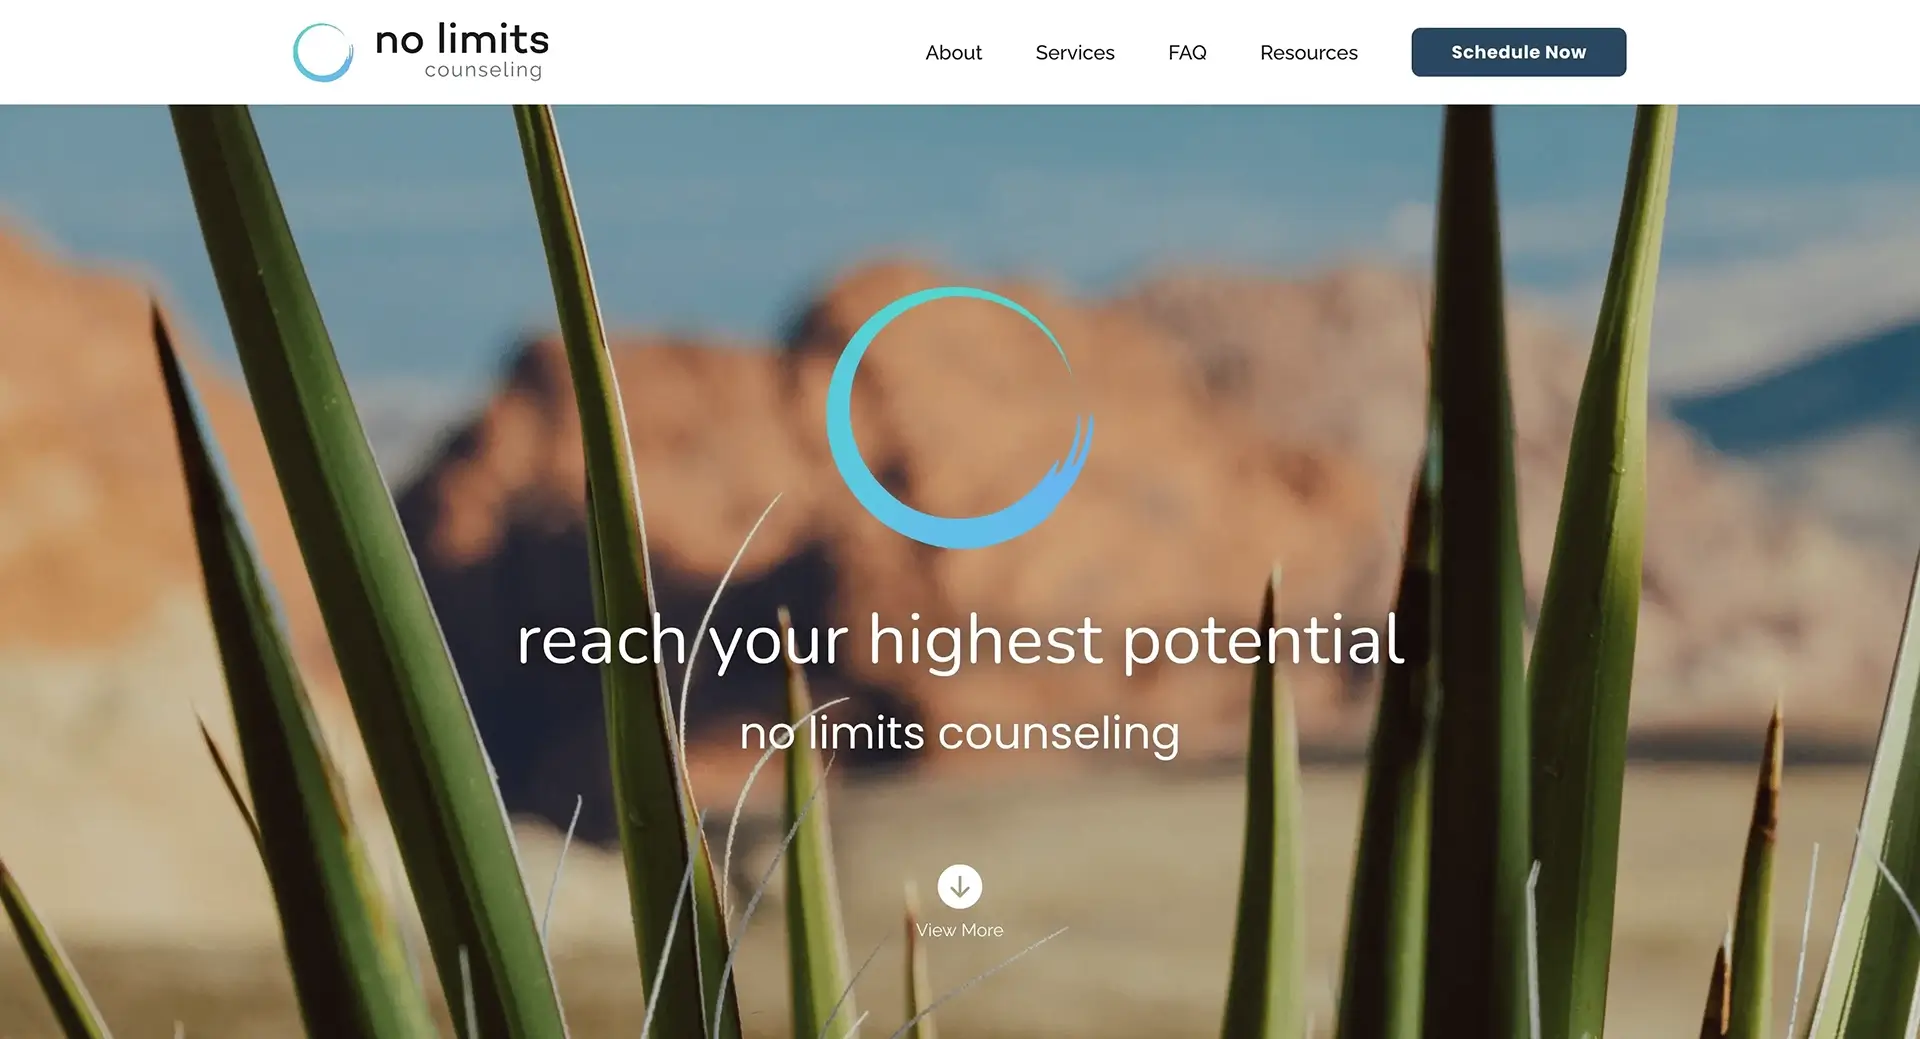 no limits
counseling
About
Services
FAQ
Resources
Schedule Now
reach your highest potential
no limits counseling
View More